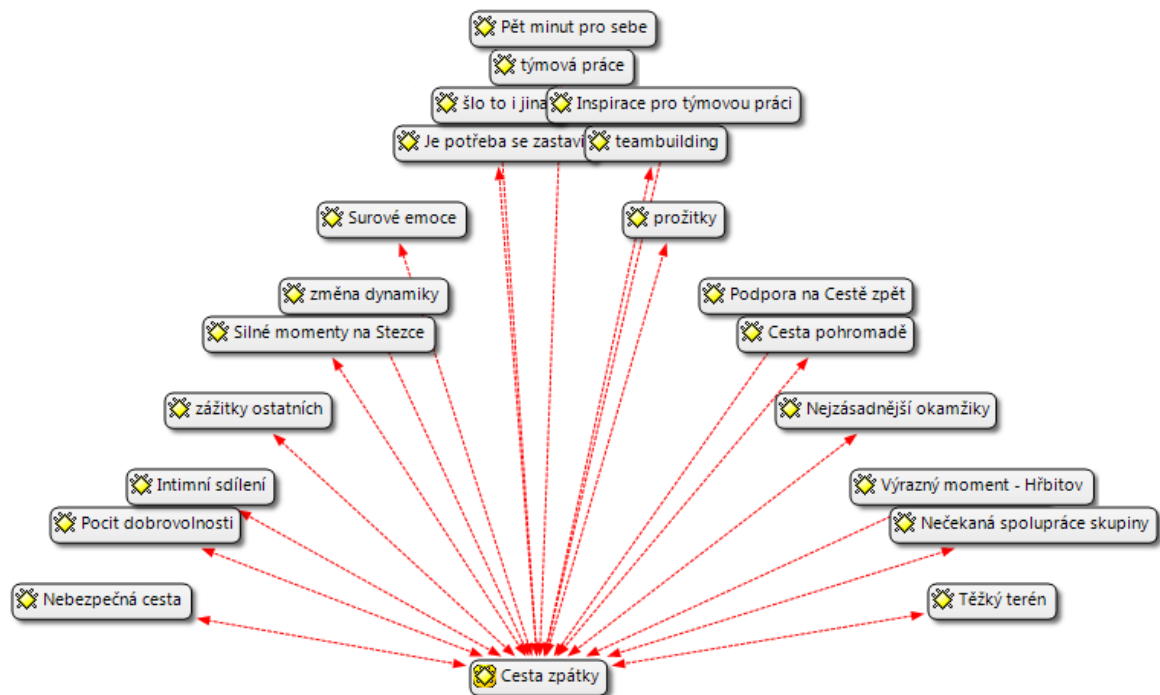 Pět minut pro sebe
týmová práce
šlo to i jina
Inspirace pro týmovou práci
Je potřeba se zastavi
teambuilding
Surové emoce
prožitky
změna dynamiky
Podpora na Cestě zpět
Silné momenty na Stezce
Cesta pohromadě
zážitky ostatních
Nejzásadnější okamžiky
Intimní sdílení
Výrazný moment - Hřbitov
Pocit dobrovolnosti
Nečekaná spolupráce skupiny
Nebezpečná cesta
Těžký terén
Cesta zpátky